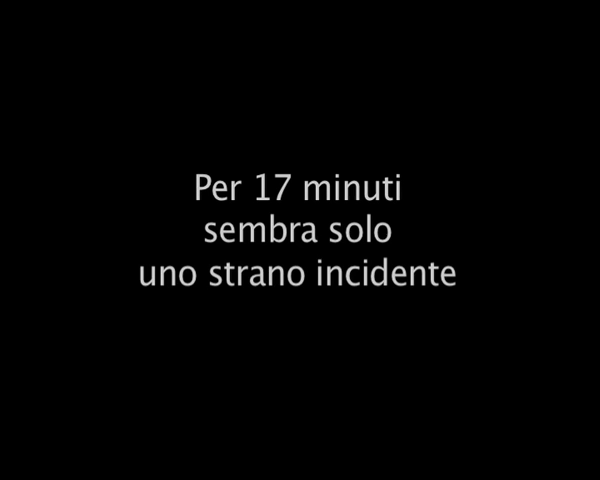 Per 17 minuti
sembra solo
uno strano incidente